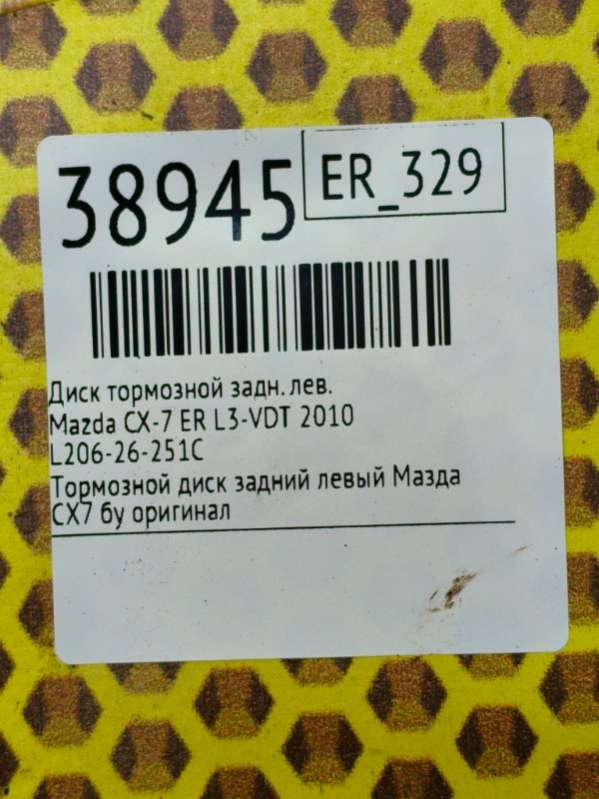 38945
ER_329
Диск тормозной задн. лев.
Mazda CX-7 ER L3-VDT 2010
L206-26-251C
Тормозной диск задний левый Мазда
СХ7 бу оригинал